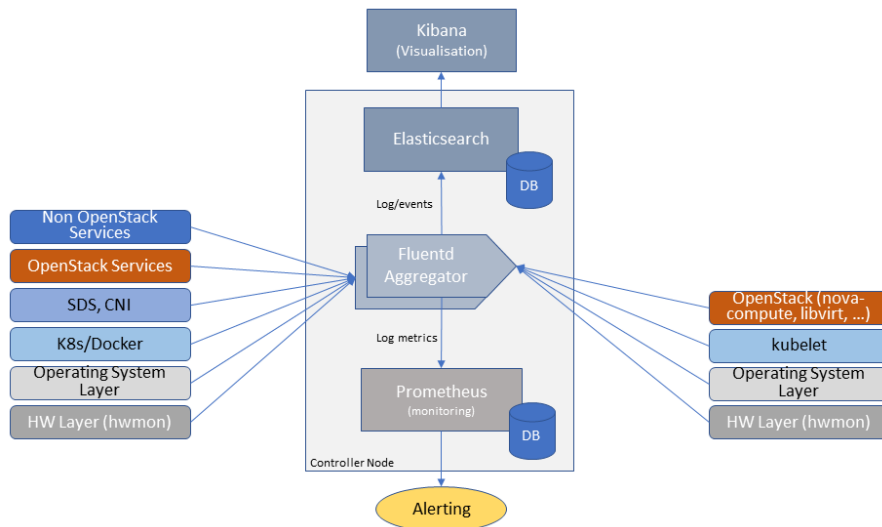 Kibana
(Visualisation)
Elasticsearch
DB
Log/events
Non OpenStack
Services
OpenStack Services
SDS, CNI
K8s/Docker
Operating System
Layer
HW Layer (hwmon)
Fluentd
Aggregator
OpenStack (nova-
compute, libvirt, ...)
kubelet
Operating System
Layer
HW Layer (hwmon)
Log metrics
Prometheus
(monitoring)
DB
Controller Node
Alerting